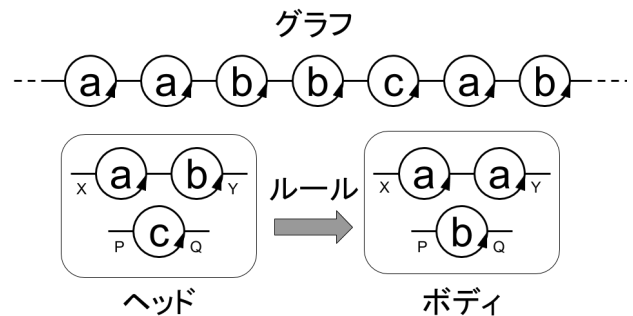 グラフ
a a b b c a b
X a b Y
ルール
X a a Y
P c Q
P b Q
ヘッド
ボディ